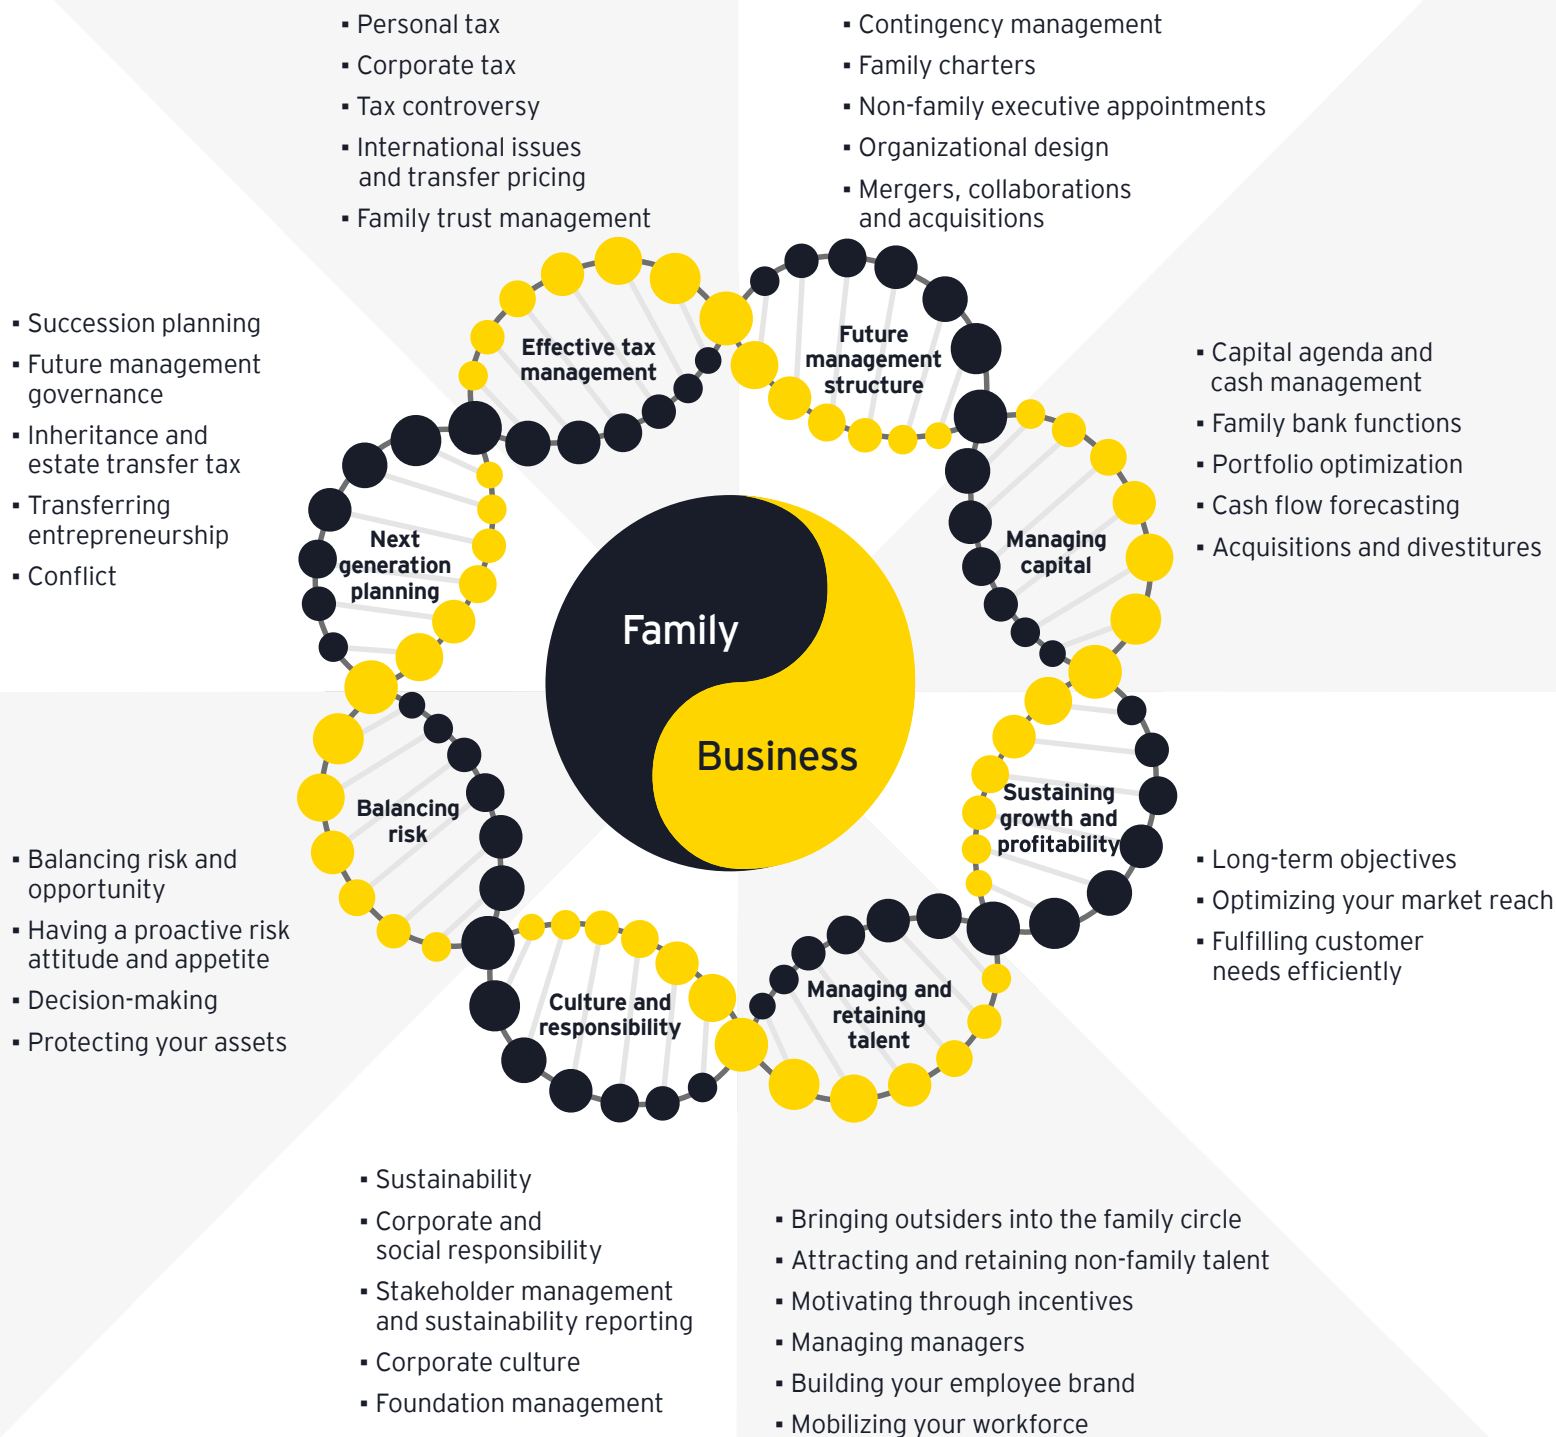 ▪ Personal tax
▪ Corporate tax
▪ Tax controversy
▪ International issues
and transfer pricing
▪ Family trust management
▪ Contingency management
▪ Family charters
▪ Non-family executive appointments
▪ Organizational design
▪ Mergers, collaborations
and acquisitions
▪ Succession planning
▪ Future management
governance
▪ Inheritance and
estate transfer tax
▪ Transferring
entrepreneurship
▪ Conflict
Effective tax
management
Future
management
structure
▪ Capital agenda and
cash management
▪ Family bank functions
▪ Portfolio optimization
▪ Cash flow forecasting
▪ Acquisitions and divestitures
Next
generation
planning
Managing
capital
Family
Business
Balancing
risk
Sustaining
growth and
profitability
▪ Balancing risk and
opportunity
▪ Having a proactive risk
attitude and appetite
▪ Decision-making
▪ Protecting your assets
▪ Long-term objectives
▪ Optimizing your market reach
▪ Fulfilling customer
needs efficiently
Culture and
responsibility
Managing and
retaining
talent
▪ Sustainability
▪ Corporate and
social responsibility
▪ Stakeholder management
and sustainability reporting
▪ Corporate culture
▪ Foundation management
▪ Bringing outsiders into the family circle
▪ Attracting and retaining non-family talent
▪ Motivating through incentives
▪ Managing managers
▪ Building your employee brand
▪ Mobilizing your workforce